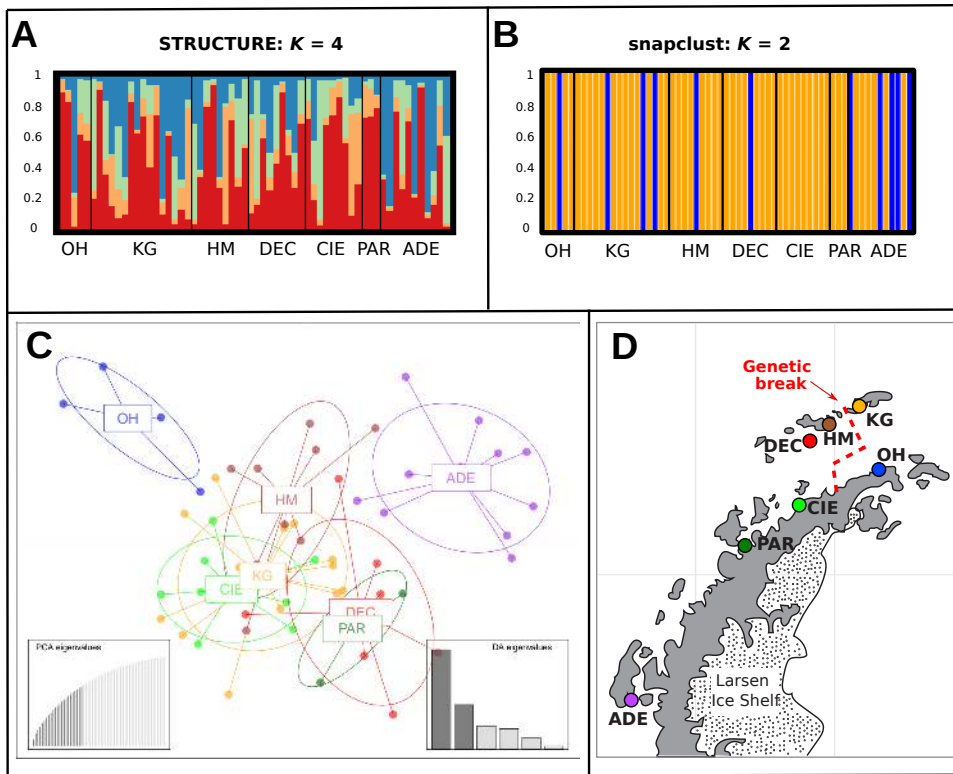 A
STRUCTURE: K = 4
1
0.8
0.6
0.4
0.2
0
OH KG HM DEC CIE PAR ADE
B
snapclust: K = 2
1
0.8
0.6
0.4
0.2
0
OH KG HM DEC CIE PAR ADE
C
OH
ADE
HM
KG
CIE
DEC
PAR
PCA eigenvalues
DA eigenvalues
D
Genetic
break
KG
HM
DEC
OH
CIE
PAR
Larsen
Ice Shelf
ADE